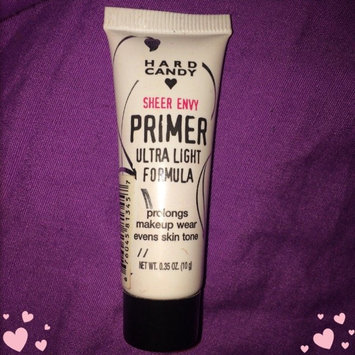 HARD
CANDY
SHEER ENVY
PRIMER
ULTRA LIGHT
FORMULA
prolongs
makeup wear
evens skin tone
NET WT. 0.35 OZ. (10 g)